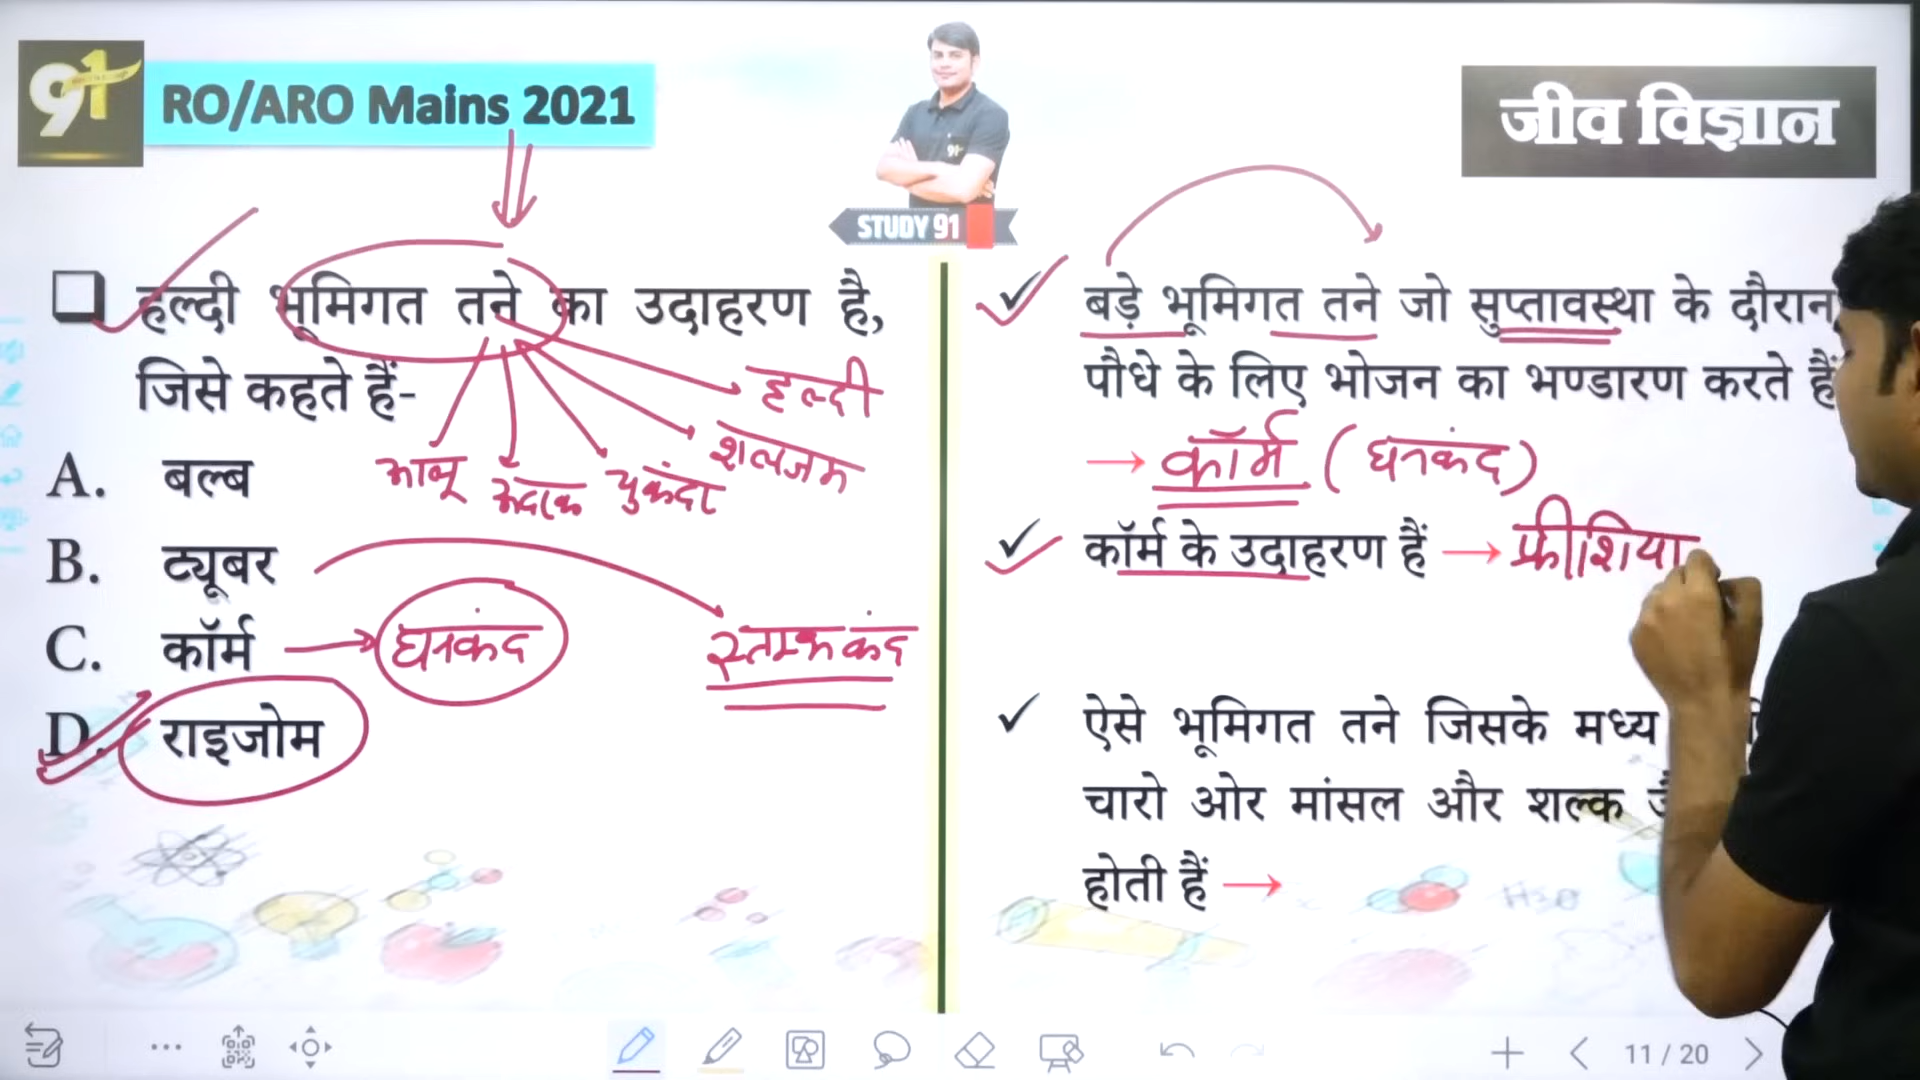 91
RO/ARO Mains 2021
STUDY 91
जीव विज्ञान
हल्दी भूमिगत तने का उदाहरण है,
जिसे कहते हैं-
हल्दी
शलजम
आलू
अदरक
चुकंदर
A. बल्ब
B. ट्यूबर
स्तम्भ कंद
C. कॉर्म
घनकंद
D. राइजोम
बड़े भूमिगत तने जो सुप्तावस्था के दौरान
पौधे के लिए भोजन का भण्डारण करते हैं
→ कॉर्म (घनकंद)
कॉर्म के उदाहरण हैं → फ्रीशिया
ऐसे भूमिगत तने जिसके मध्य
चारो ओर मांसल और शल्क
होती हैं →
11 / 20